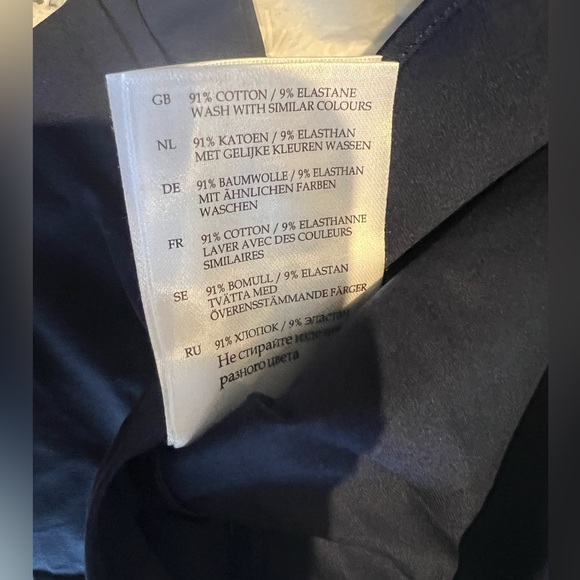 GB 91% COTTON / 9% ELASTANE
WASH WITH SIMILAR COLOURS
NL 91% KATOEN / 9% ELASTHAN
MET GELIJKE KLEUREN WASSEN
DE 91% BAUMWOLLE / 9% ELASTHAN
MIT ÄHNLICHEN FARBEN
WASCHEN
FR 91% COTTON / 9% ELASTHANNE
LAVER AVEC DES COULEURS
SIMILAIRES
SE 91% BOMULL / 9% ELASTAN
TVÄTTA MED
ÖVERENSSTÄMMANDE FÄRGER
RU 91% ХЛОПОК / 9% ЭЛАСТАН
Не стирайте
разного цвета